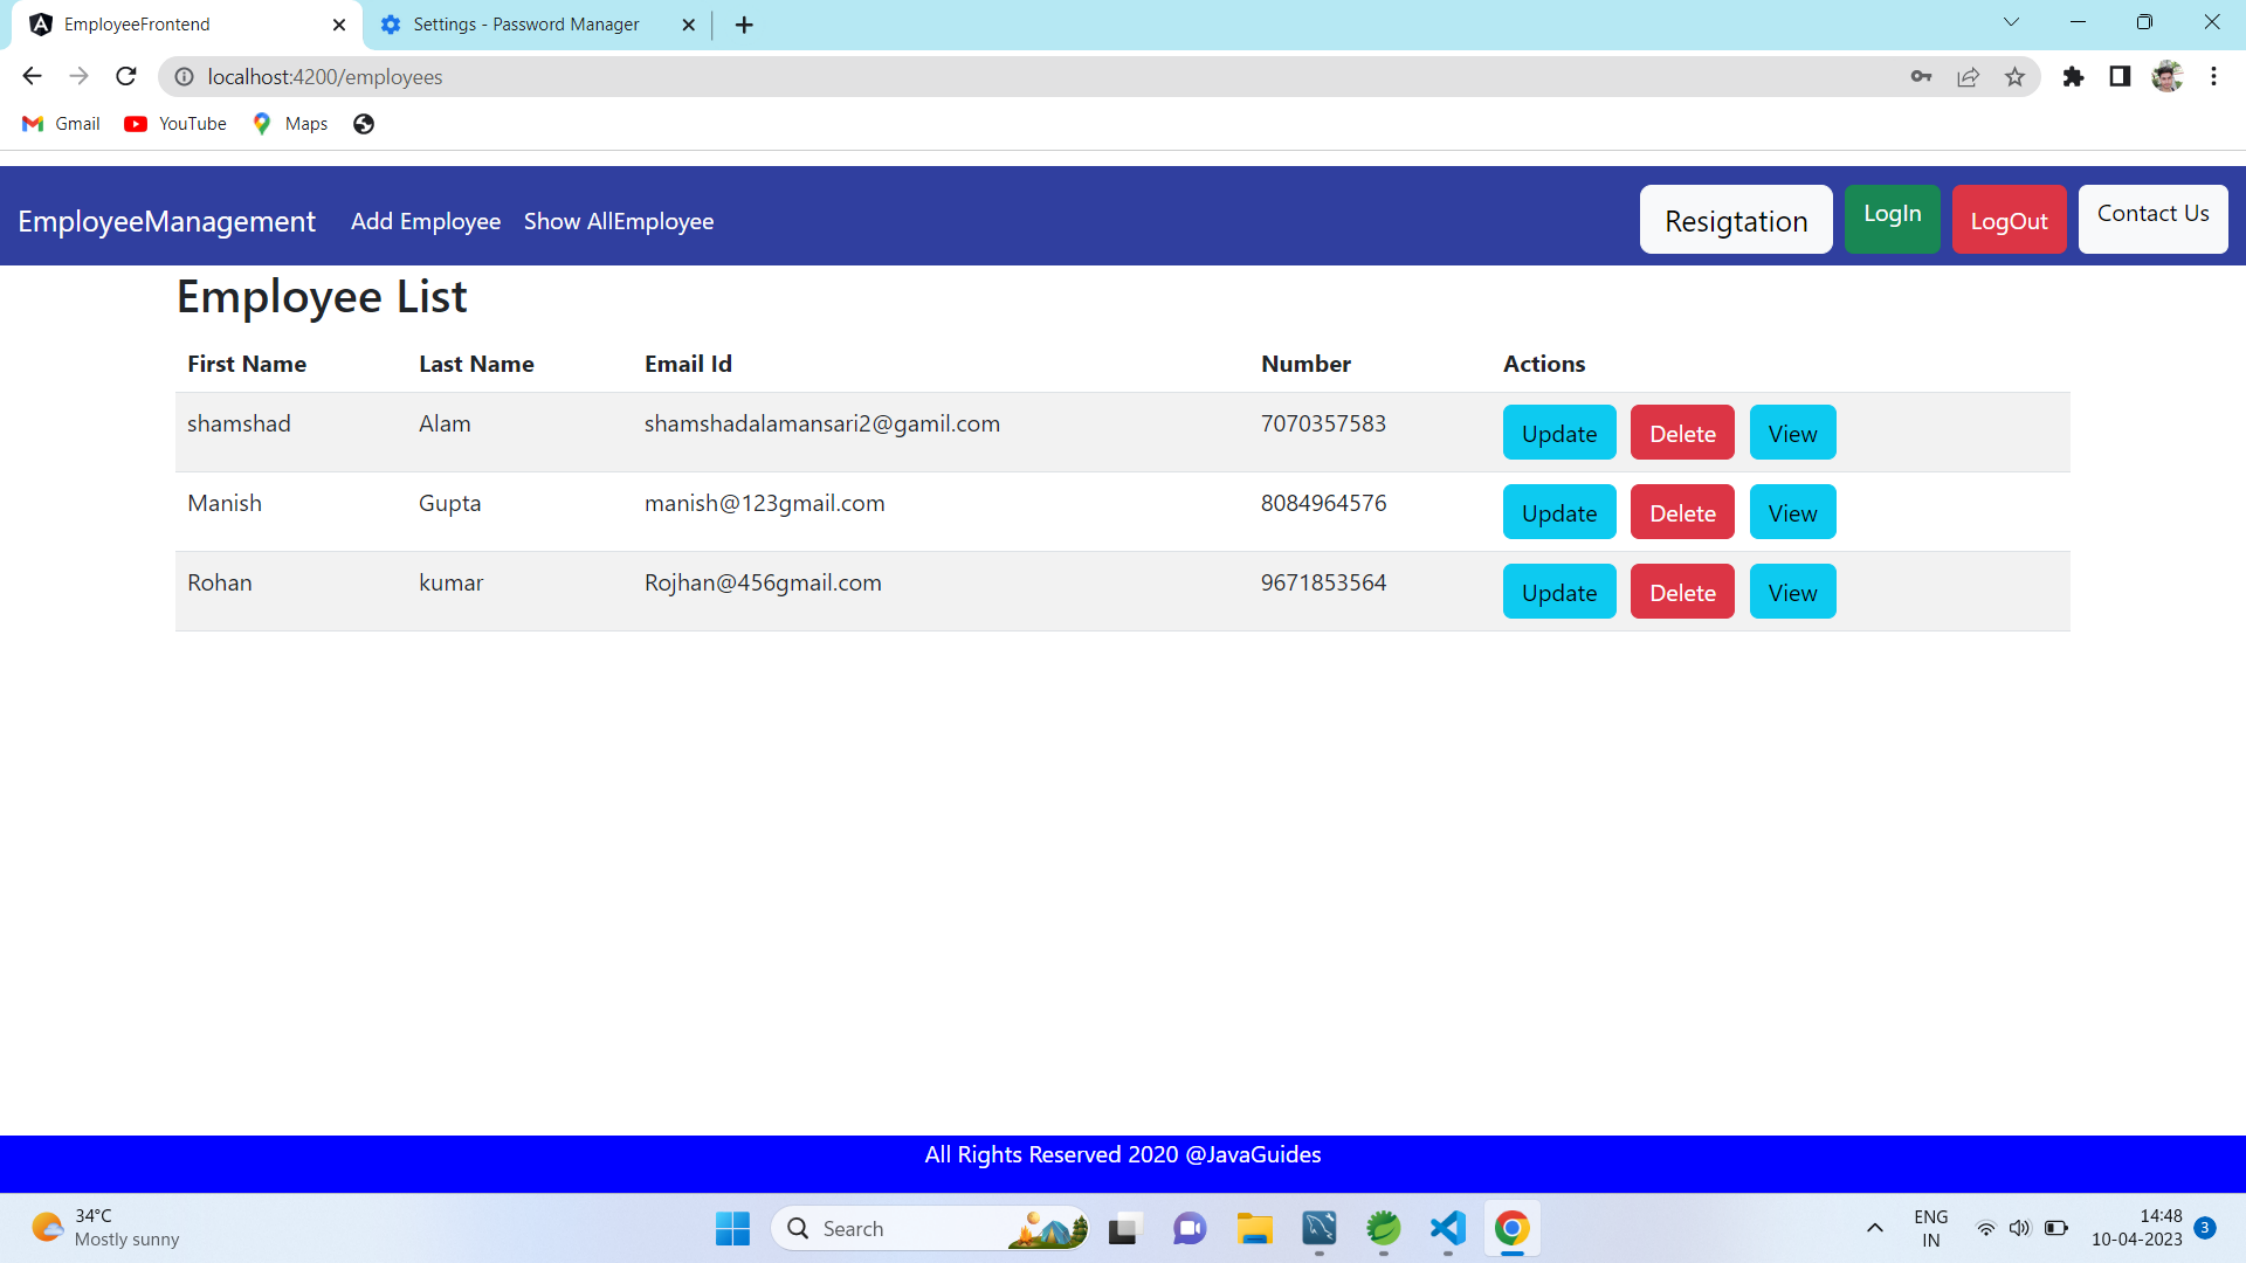 EmployeeFrontend
Settings - Password Manager
localhost:4200/employees
Gmail
YouTube
Maps
EmployeeManagement
Add Employee
Show AllEmployee
Resigtation
LogIn
LogOut
Contact Us
Employee List
First Name Last Name Email Id Number Actions
shamshad Alam shamshadalamansari2@gamil.com 7070357583 Update Delete View
Manish Gupta manish@123gmail.com 8084964576 Update Delete View
Rohan kumar Rojhan@456gmail.com 9671853564 Update Delete View
All Rights Reserved 2020 @JavaGuides
34°C
Mostly sunny
Search
ENG
IN
14:48
10-04-2023
3